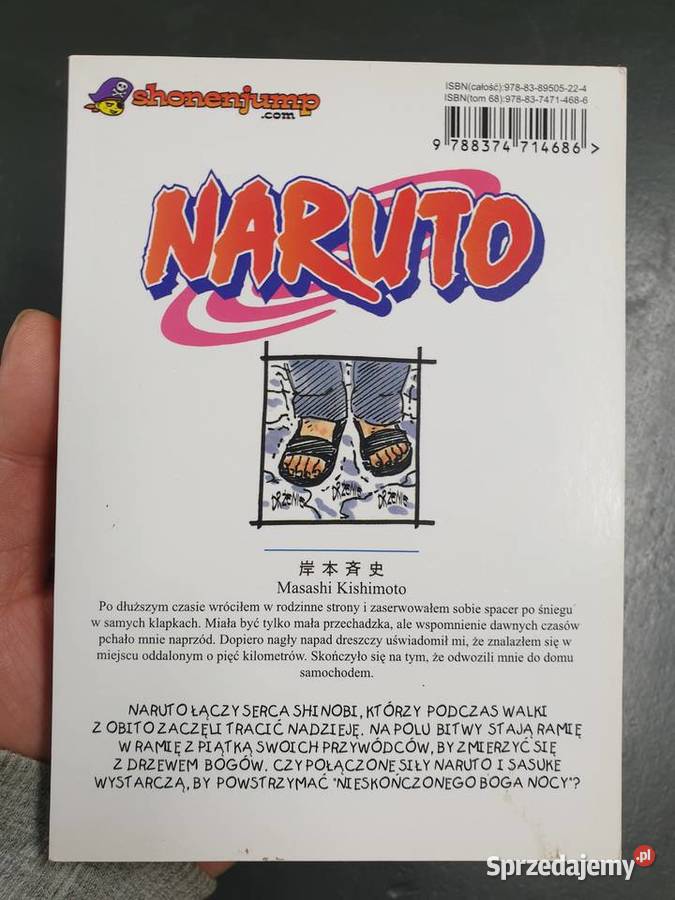 shonenjump
.com
ISBN(całość):978-83-89505-22-4
ISBN(tom 68):978-83-7471-468-6
9 788374 714686 >
NARUTO
DRŻENIE DRŻENIE DRŻENIE
岸本斉史
Masashi Kishimoto
Po dłuższym czasie wróciłem w rodzinne strony i zaserwowałem sobie spacer po śniegu
w samych klapkach. Miała być tylko mała przechadzka, ale wspomnienie dawnych czasów
pchało mnie naprzód. Dopiero nagły napad dreszczy uświadomił mi, że znalazłem się w
miejscu oddalonym o pięć kilometrów. Skończyło się na tym, że odwozili mnie do domu
samochodem.
NARUTO ŁĄCZY SERCA SHINOBI, KTÓRZY PODCZAS WALKI
Z OBITO ZACZĘLI TRACIĆ NADZIEJĘ. NA POLU BITWY STAJĄ RAMIĘ
W RAMIĘ Z PIĄTKĄ SWOICH PRZYWÓDCÓW, BY ZMIERZYĆ SIĘ
Z DRZEWEM BOGÓW. CZY POŁĄCZONE SIŁY NARUTO I SASUKE
WYSTARCZĄ, BY POWSTRZYMAĆ "NIESKOŃCZONEGO BOGA NOCY"?
Sprzedajemy.pl